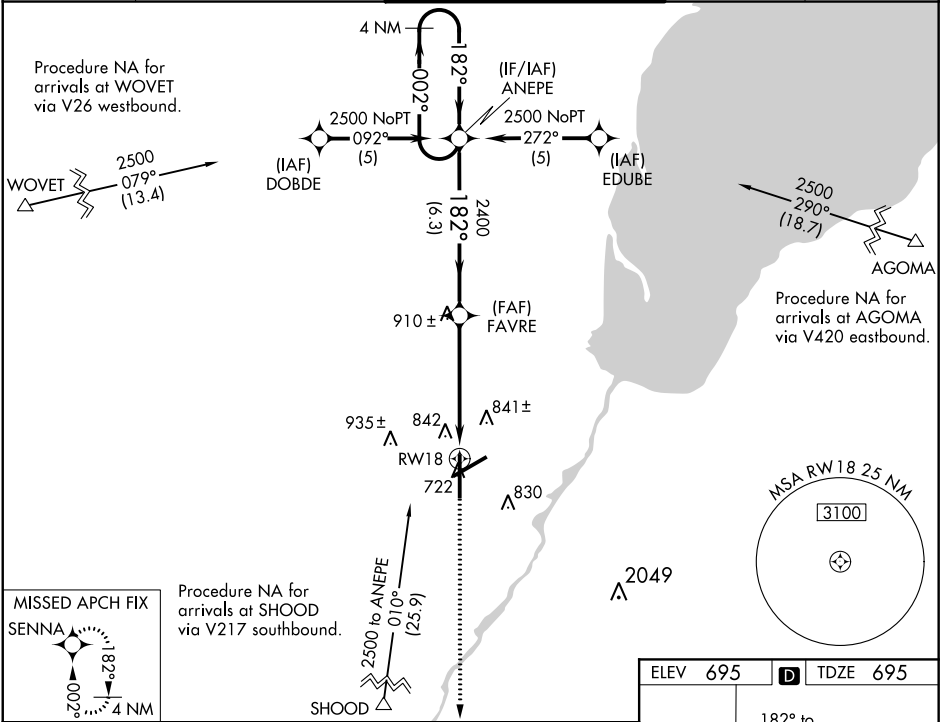 4 NM
182°
002°
(IF/IAF)
ANEPE
Procedure NA for
arrivals at WOVET
via V26 westbound.
2500 NoPT
092°
(5)
2500 NoPT
272°
(5)
(IAF)
DOBDE
(IAF)
EDUBE
WOVET
2500
079°
(13.4)
2500
290°
(18.7)
AGOMA
2400
182°
(6.3)
Procedure NA for
arrivals at AGOMA
via V420 eastbound.
910 ±
(FAF)
FAVRE
935 ±
842
841 ±
RW18
722
830
MSA RW18 25 NM
3100
2049
2500 to ANEPE
010°
(25.9)
Procedure NA for
arrivals at SHOOD
via V217 southbound.
SHOOD
MISSED APCH FIX
SENNA
182°
002°
4 NM
ELEV 695
D
TDZE 695
182° to